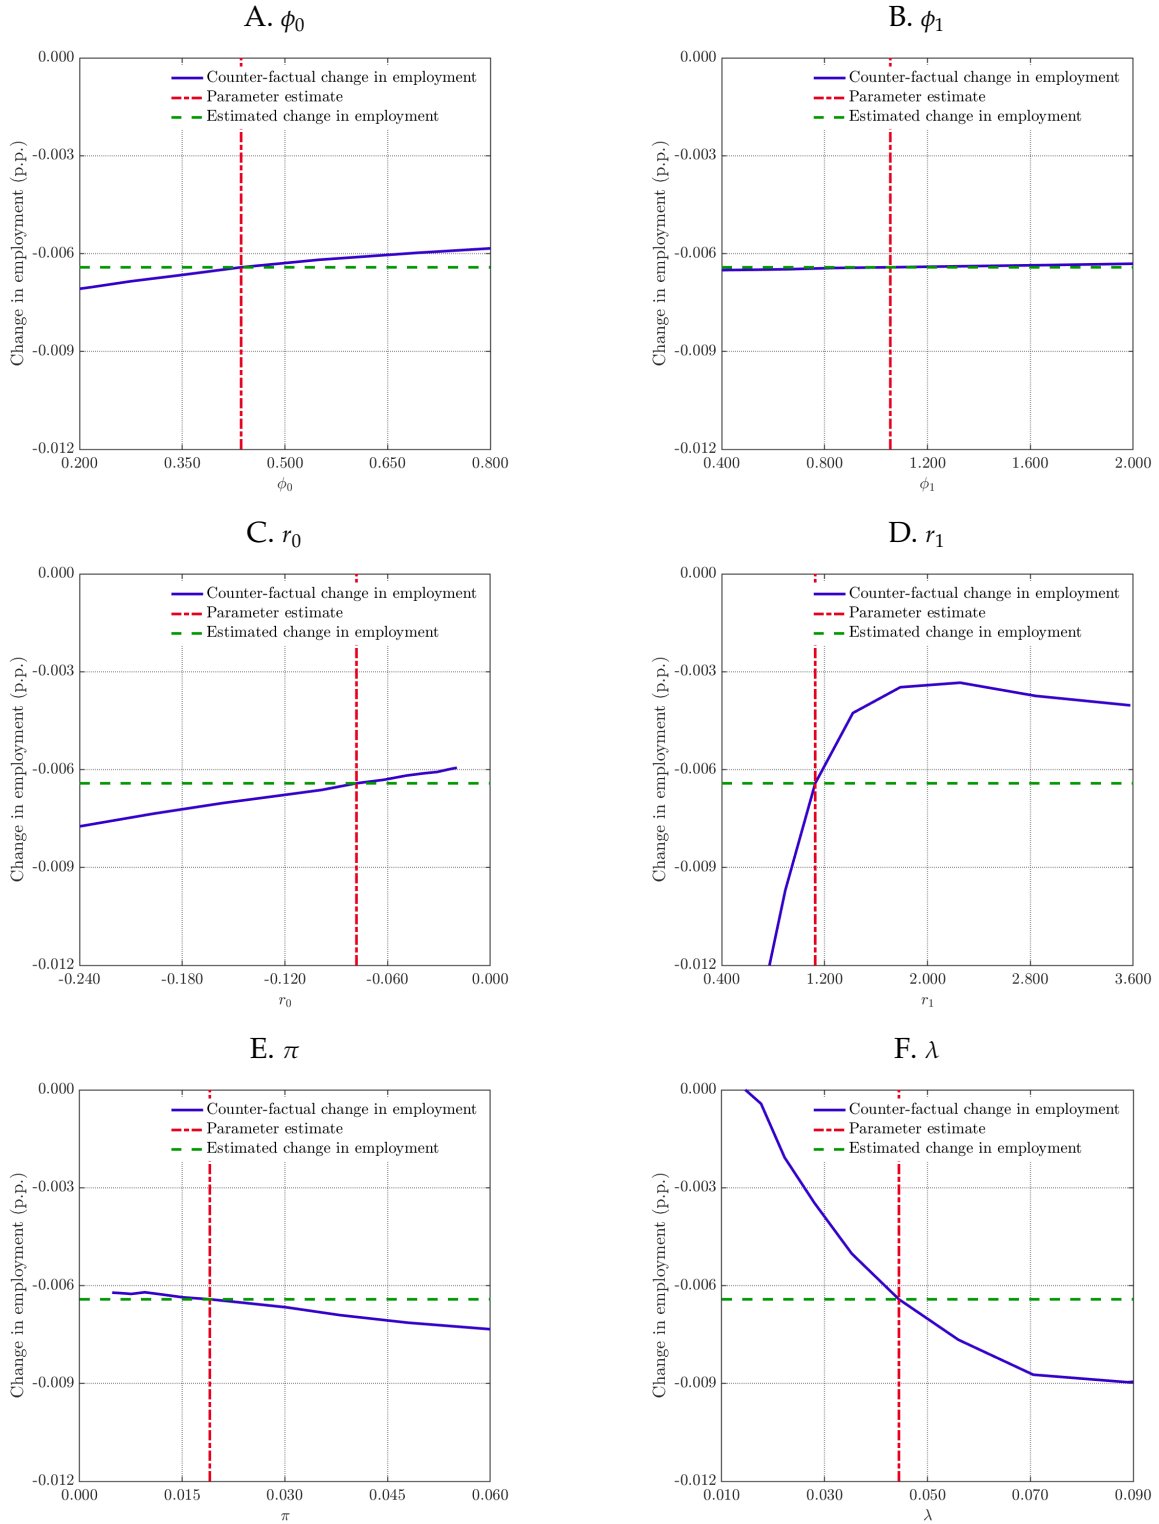 A. ϕ0
0.000
Counter-factual change in employment
Parameter estimate
Estimated change in employment
-0.003
-0.006
-0.009
-0.012
Change in employment (p.p.)
0.200 0.350 0.500 0.650 0.800
ϕ0
B. ϕ1
0.000
Counter-factual change in employment
Parameter estimate
Estimated change in employment
-0.003
-0.006
-0.009
-0.012
Change in employment (p.p.)
0.400 0.800 1.200 1.600 2.000
ϕ1
C. r0
0.000
Counter-factual change in employment
Parameter estimate
Estimated change in employment
-0.003
-0.006
-0.009
-0.012
Change in employment (p.p.)
-0.240 -0.180 -0.120 -0.060 0.000
r0
D. r1
0.000
Counter-factual change in employment
Parameter estimate
Estimated change in employment
-0.003
-0.006
-0.009
-0.012
Change in employment (p.p.)
0.400 1.200 2.000 2.800 3.600
r1
E. π
0.000
Counter-factual change in employment
Parameter estimate
Estimated change in employment
-0.003
-0.006
-0.009
-0.012
Change in employment (p.p.)
0.000 0.015 0.030 0.045 0.060
π
F. λ
0.000
Counter-factual change in employment
Parameter estimate
Estimated change in employment
-0.003
-0.006
-0.009
-0.012
Change in employment (p.p.)
0.010 0.030 0.050 0.070 0.090
λ